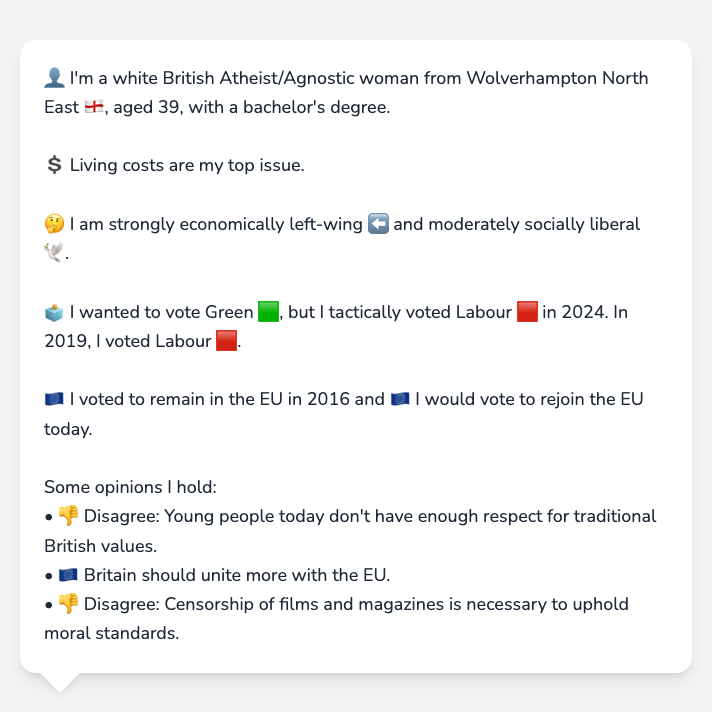 👤 I'm a white British Atheist/Agnostic woman from Wolverhampton North
East 🏴󠁧󠁢󠁥󠁮󠁧󠁿, aged 39, with a bachelor's degree.
💲 Living costs are my top issue.
🤔 I am strongly economically left-wing ⬅️ and moderately socially liberal
🕊️.
🗳️ I wanted to vote Green 🟩, but I tactically voted Labour 🟥 in 2024. In
2019, I voted Labour 🟥.
🇪🇺 I voted to remain in the EU in 2016 and 🇪🇺 I would vote to rejoin the EU
today.
Some opinions I hold:
• 👎 Disagree: Young people today don't have enough respect for traditional
British values.
• 🇪🇺 Britain should unite more with the EU.
• 👎 Disagree: Censorship of films and magazines is necessary to uphold
moral standards.